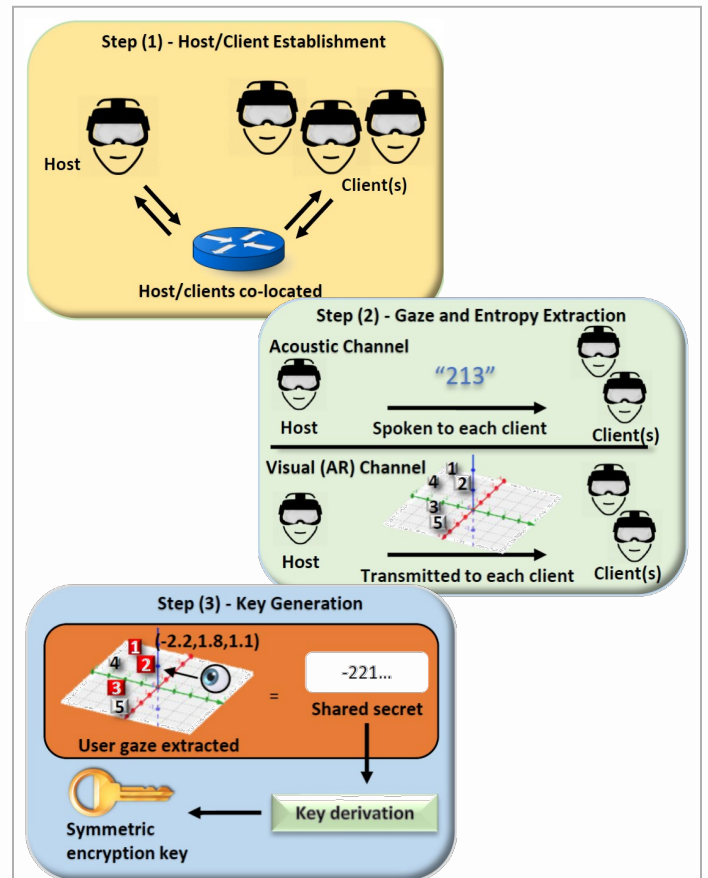 Step (1) - Host/Client Establishment
Host
Client(s)
Host/clients co-located
Step (2) - Gaze and Entropy Extraction
Acoustic Channel
“213”
Host
Spoken to each client
Client(s)
Visual (AR) Channel
1
4
2
3
5
Host
Transmitted to each client
Client(s)
Step (3) - Key Generation
(-2.2,1.8,1.1)
1
4
2
3
5
=
-221...
Shared secret
User gaze extracted
Key derivation
Symmetric
encryption key